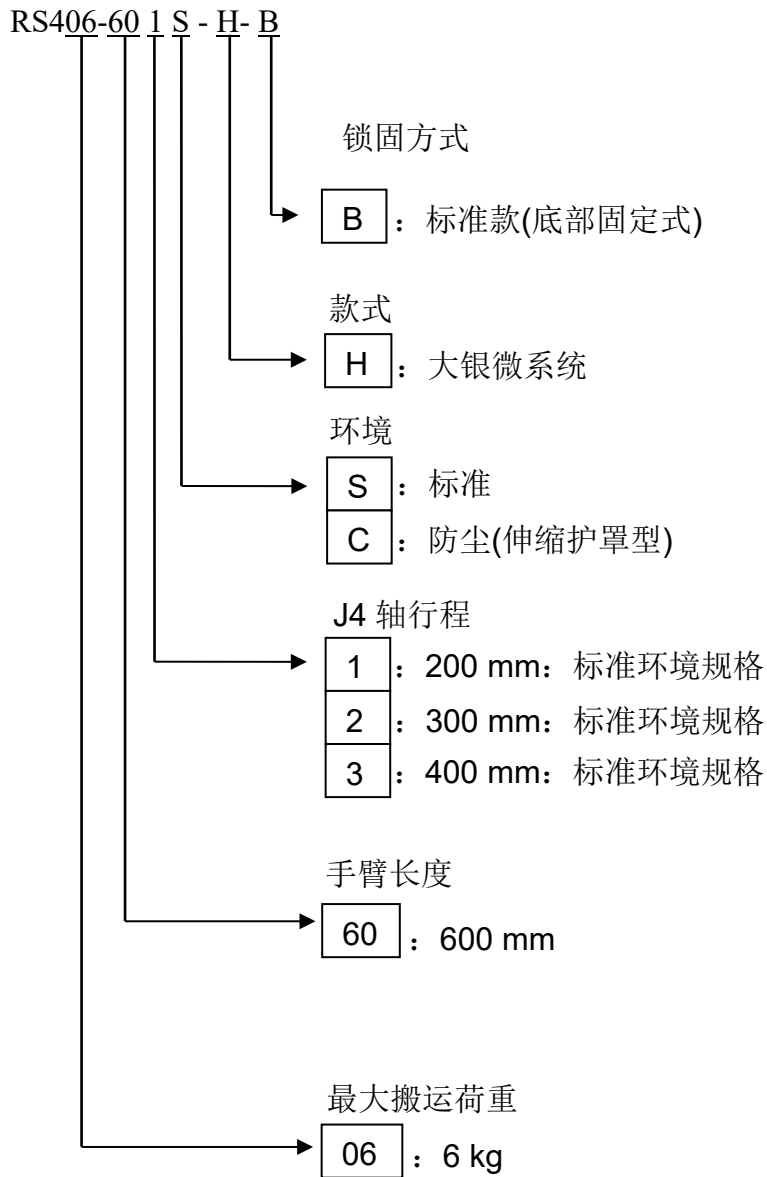 RS406-60 1 S - H- B
锁固方式
B ：标准款(底部固定式)
款式
H ：大银微系统
环境
S ：标准
C ：防尘(伸缩护罩型)
J4 轴行程
1 ：200 mm：标准环境规格
2 ：300 mm：标准环境规格
3 ：400 mm：标准环境规格
手臂长度
60 ：600 mm
最大搬运荷重
06 ：6 kg